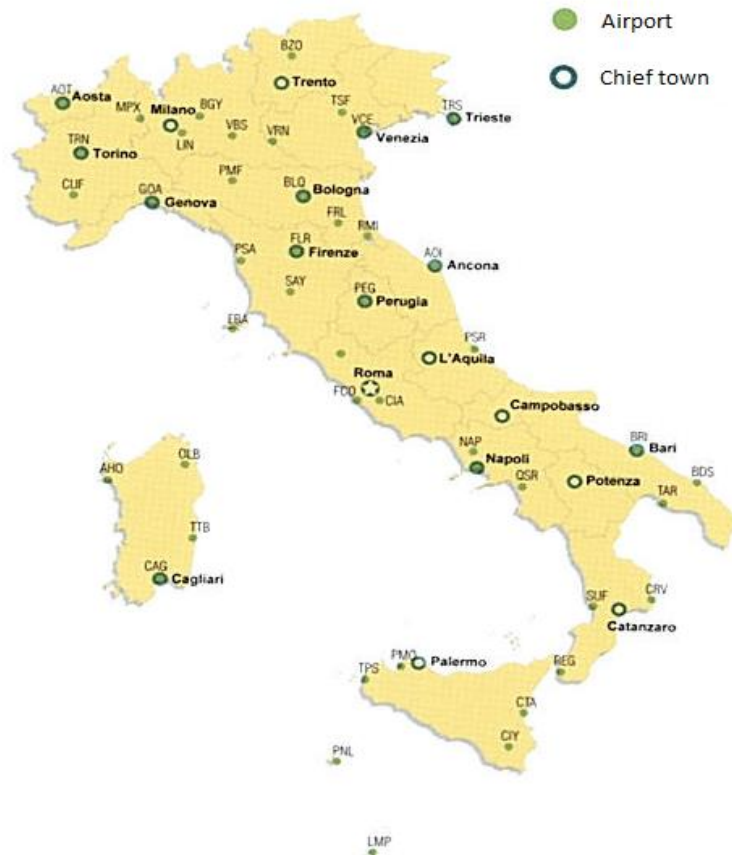 Airport
Chief town
BZO
Trento
AOT
Aosta
MPX
Milano
BGY
TSF
TRS
Trieste
VCE
Venezia
LIN
VBS
VRN
TRN
Torino
CUF
PMF
GOA
Genova
BLQ
Bologna
FRL
RMI
FLR
Firenze
PSA
AOI
Ancona
SAY
PEG
Perugia
EBA
PSR
L'Aquila
Roma
FCO
CIA
Campobasso
NAP
Napoli
BRI
Bari
QSR
Potenza
TAR
BDS
AHO
OLB
TTB
CAG
Cagliari
SUF
CRV
Catanzaro
PMO
Palermo
TPS
REG
CTA
CIY
PNL
LMP